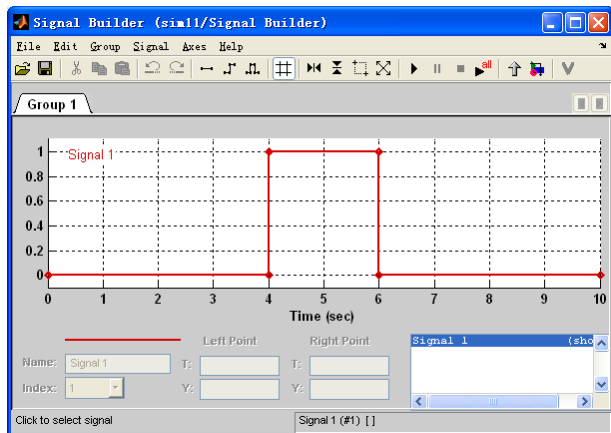 Signal Builder (sim11/Signal Builder)
File Edit Group Signal Axes Help
all
Group 1
Signal 1
1
0.8
0.6
0.4
0.2
0
0 1 2 3 4 5 6 7 8 9 10
Time (sec)
Left Point Right Point
Name: Signal 1 T: T:
Index: 1 Y: Y:
Signal 1 (sho
Click to select signal Signal 1 (#1) [ ]